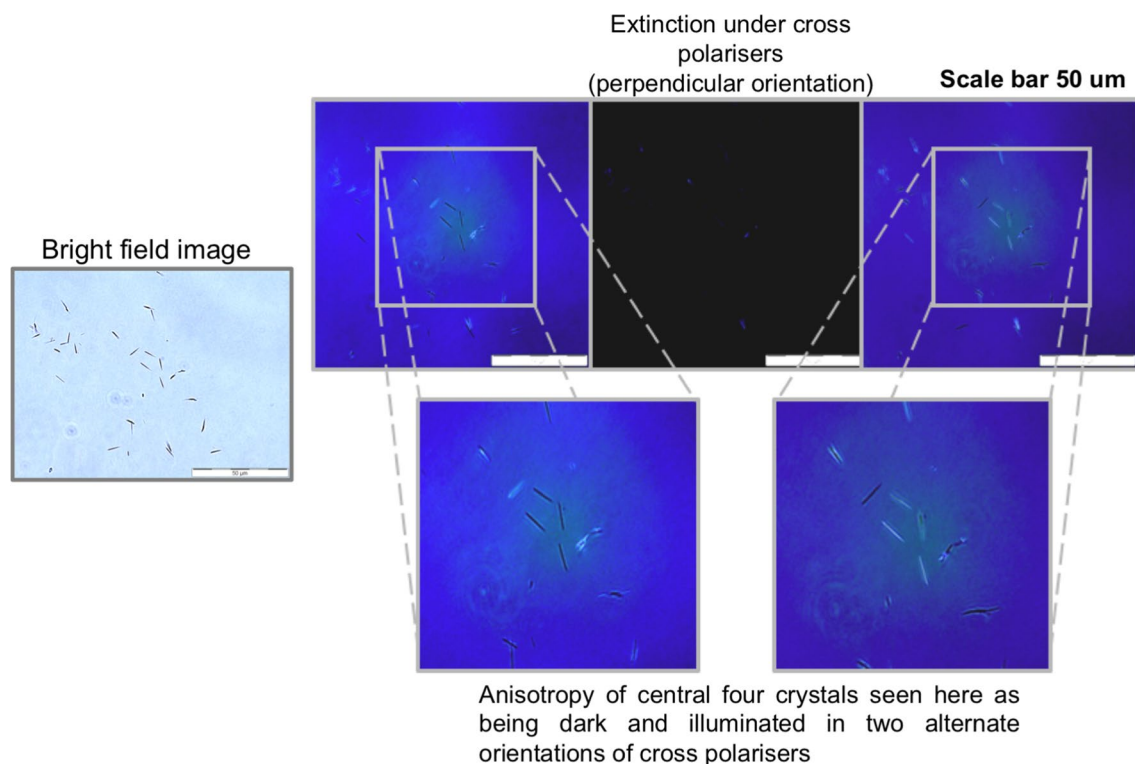 Extinction under cross
polarisers
(perpendicular orientation)
Scale bar 50 um
Bright field image
50 µm
Anisotropy of central four crystals seen here as
being dark and illuminated in two alternate
orientations of cross polarisers